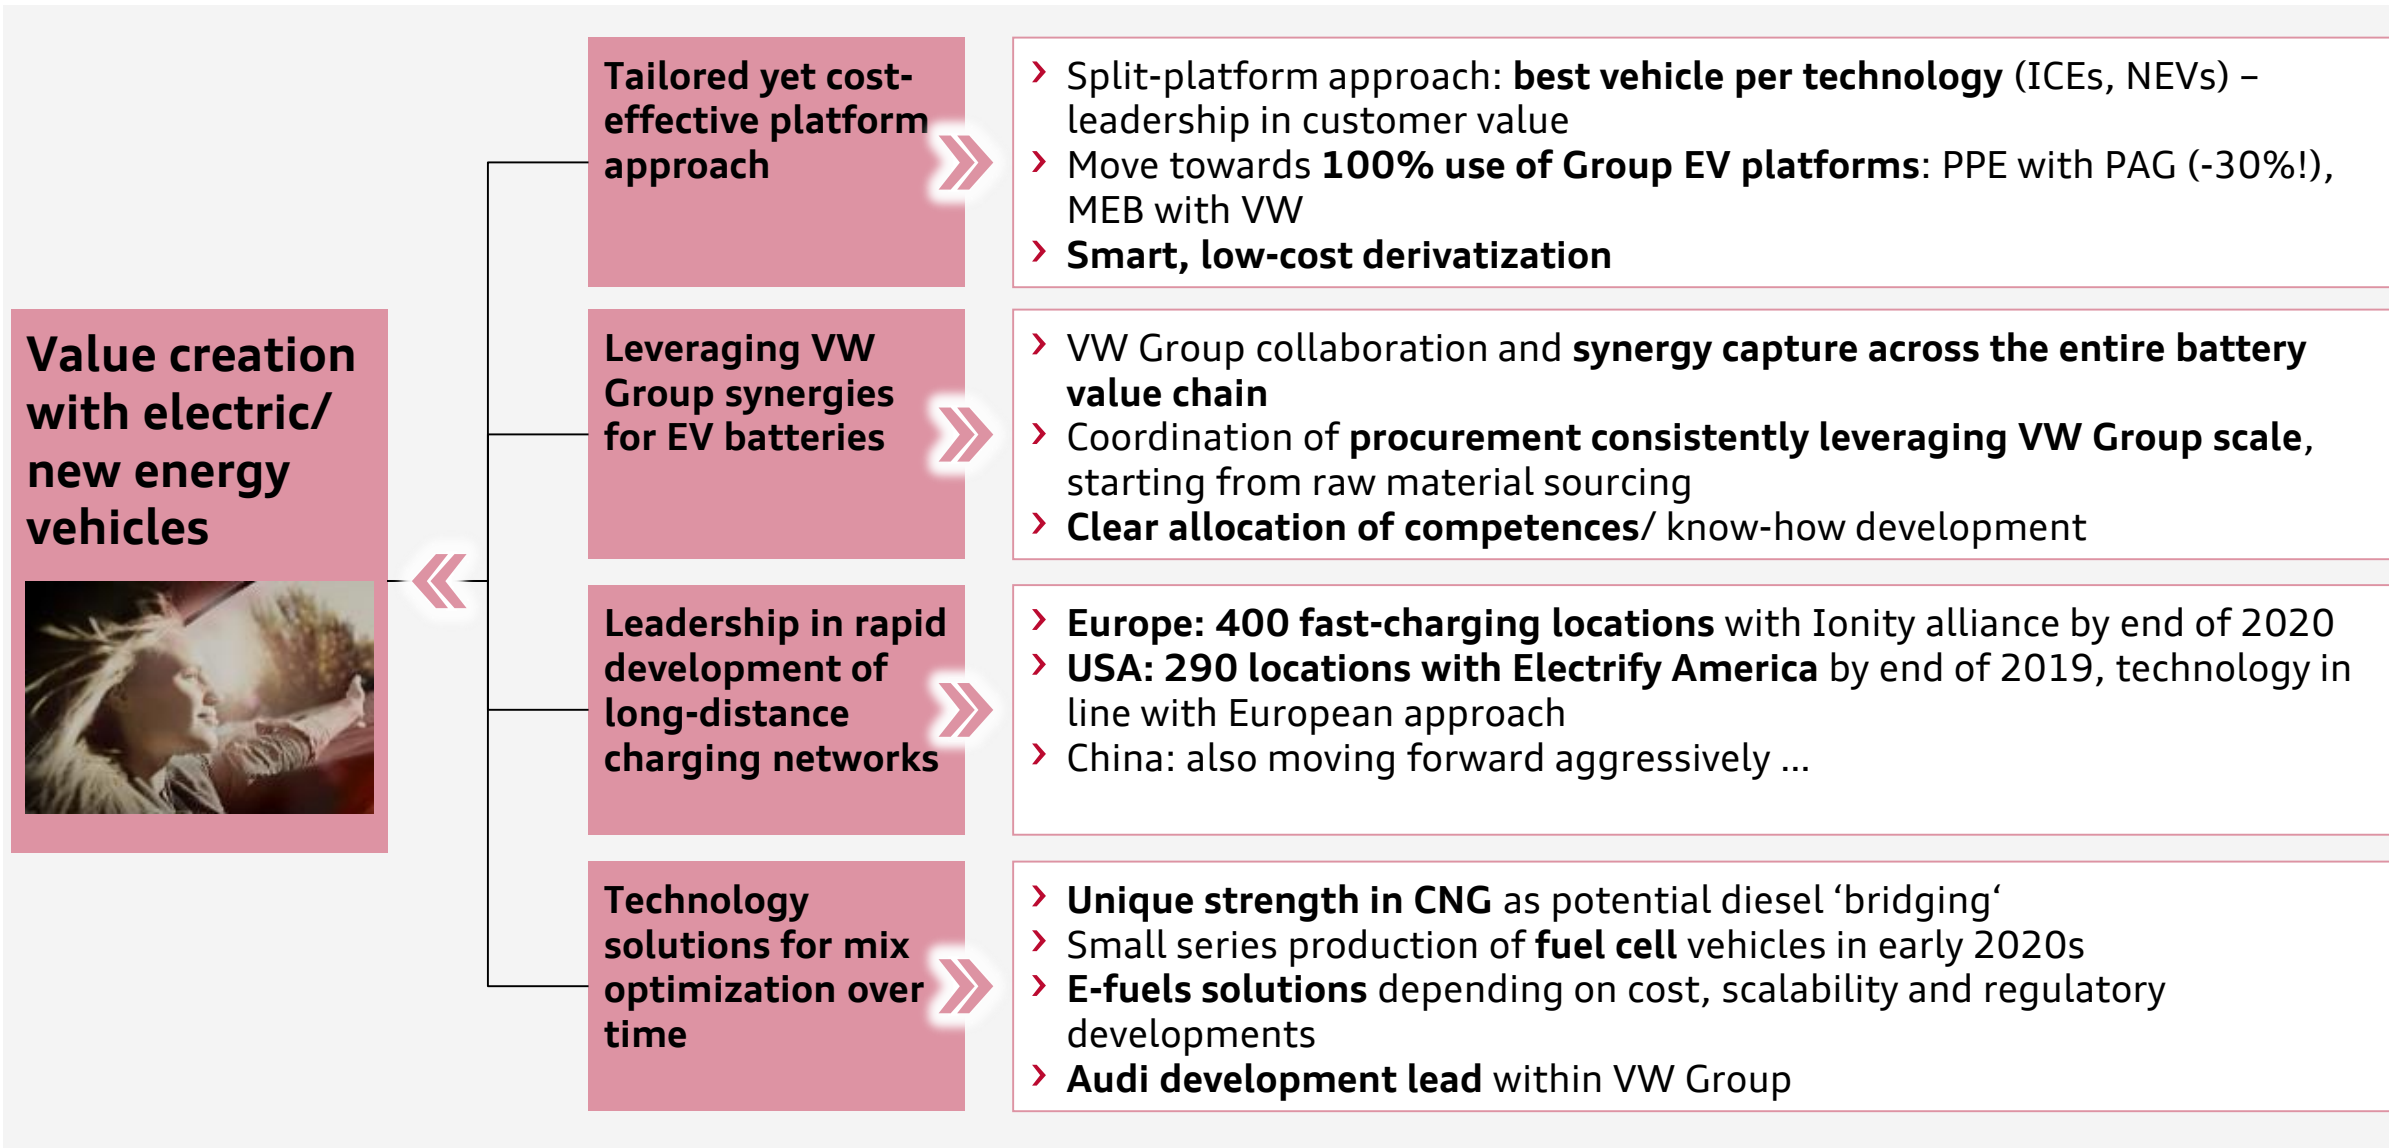 Value creation
with electric/
new energy
vehicles
Tailored yet cost-
effective platform
approach
› Split-platform approach: best vehicle per technology (ICEs, NEVs) –
leadership in customer value
› Move towards 100% use of Group EV platforms: PPE with PAG (-30%!),
MEB with VW
› Smart, low-cost derivatization
Leveraging VW
Group synergies
for EV batteries
› VW Group collaboration and synergy capture across the entire battery
value chain
› Coordination of procurement consistently leveraging VW Group scale,
starting from raw material sourcing
› Clear allocation of competences/ know-how development
Leadership in rapid
development of
long-distance
charging networks
› Europe: 400 fast-charging locations with Ionity alliance by end of 2020
› USA: 290 locations with Electrify America by end of 2019, technology in
line with European approach
› China: also moving forward aggressively ...
Technology
solutions for mix
optimization over
time
› Unique strength in CNG as potential diesel ‘bridging‘
› Small series production of fuel cell vehicles in early 2020s
› E-fuels solutions depending on cost, scalability and regulatory
developments
› Audi development lead within VW Group